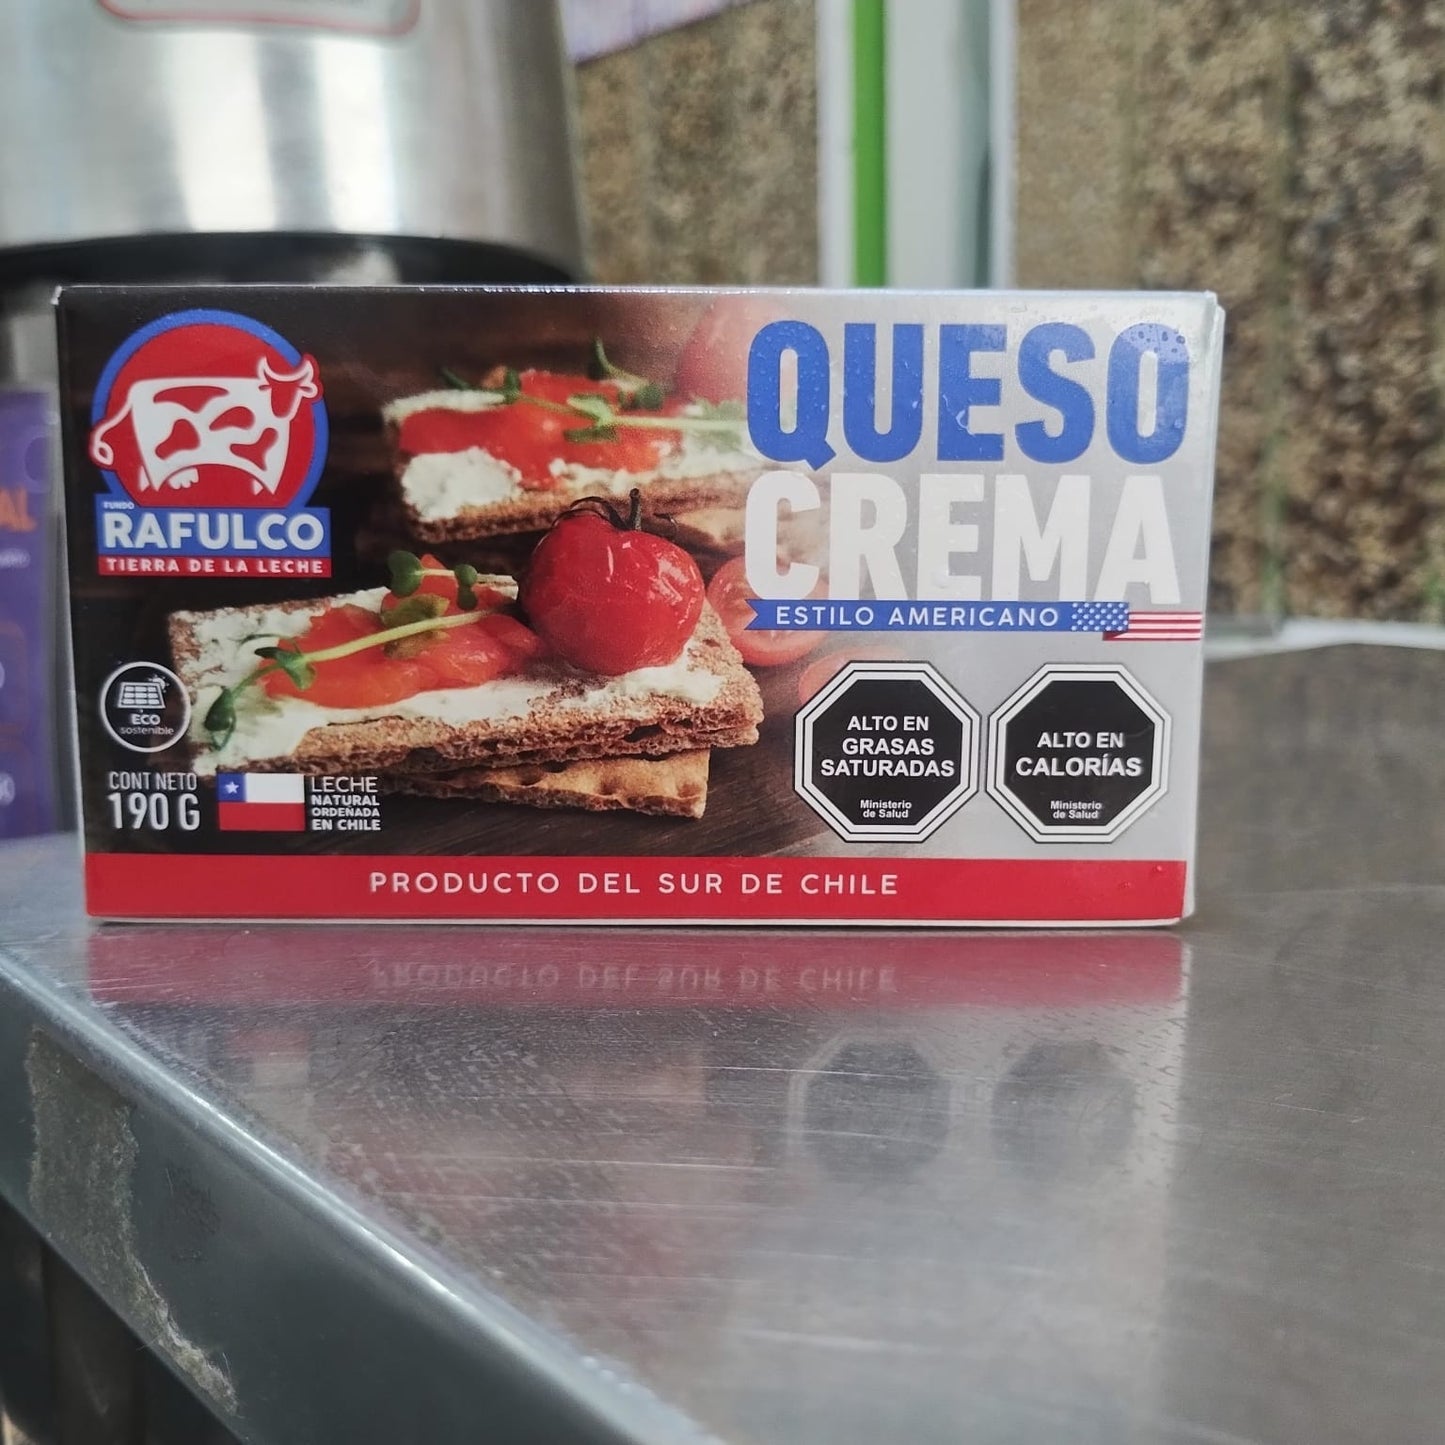 FUNDO
RAFULCO
TIERRA DE LA LECHE
QUESO
CREMA
ESTILO AMERICANO
ECO
sostenible
CONT NETO
190 G
LECHE
NATURAL
ORDEÑADA
EN CHILE
ALTO EN
GRASAS
SATURADAS
Ministerio
de Salud
ALTO EN
CALORÍAS
Ministerio
de Salud
PRODUCTO DEL SUR DE CHILE